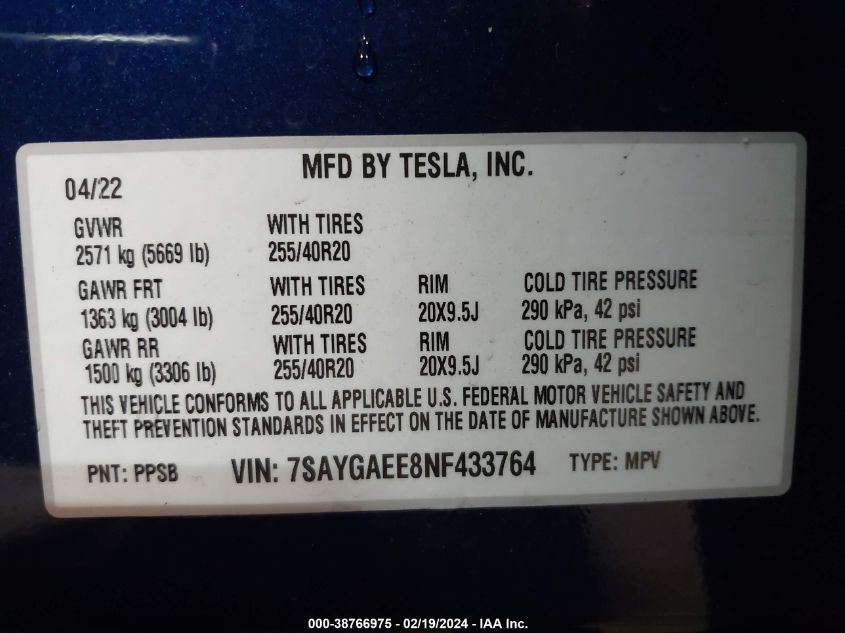 MFD BY TESLA, INC.
04/22
GVWR WITH TIRES
2571 kg (5669 lb) 255/40R20
GAWR FRT WITH TIRES RIM COLD TIRE PRESSURE
1363 kg (3004 lb) 255/40R20 20X9.5J 290 kPa, 42 psi
GAWR RR WITH TIRES RIM COLD TIRE PRESSURE
1500 kg (3306 lb) 255/40R20 20X9.5J 290 kPa, 42 psi
THIS VEHICLE CONFORMS TO ALL APPLICABLE U.S. FEDERAL MOTOR VEHICLE SAFETY AND
THEFT PREVENTION STANDARDS IN EFFECT ON THE DATE OF MANUFACTURE SHOWN ABOVE.
PNT: PPSB VIN: 7SAYGAEE8NF433764 TYPE: MPV
000-38766975 - 02/19/2024 - IAA Inc.